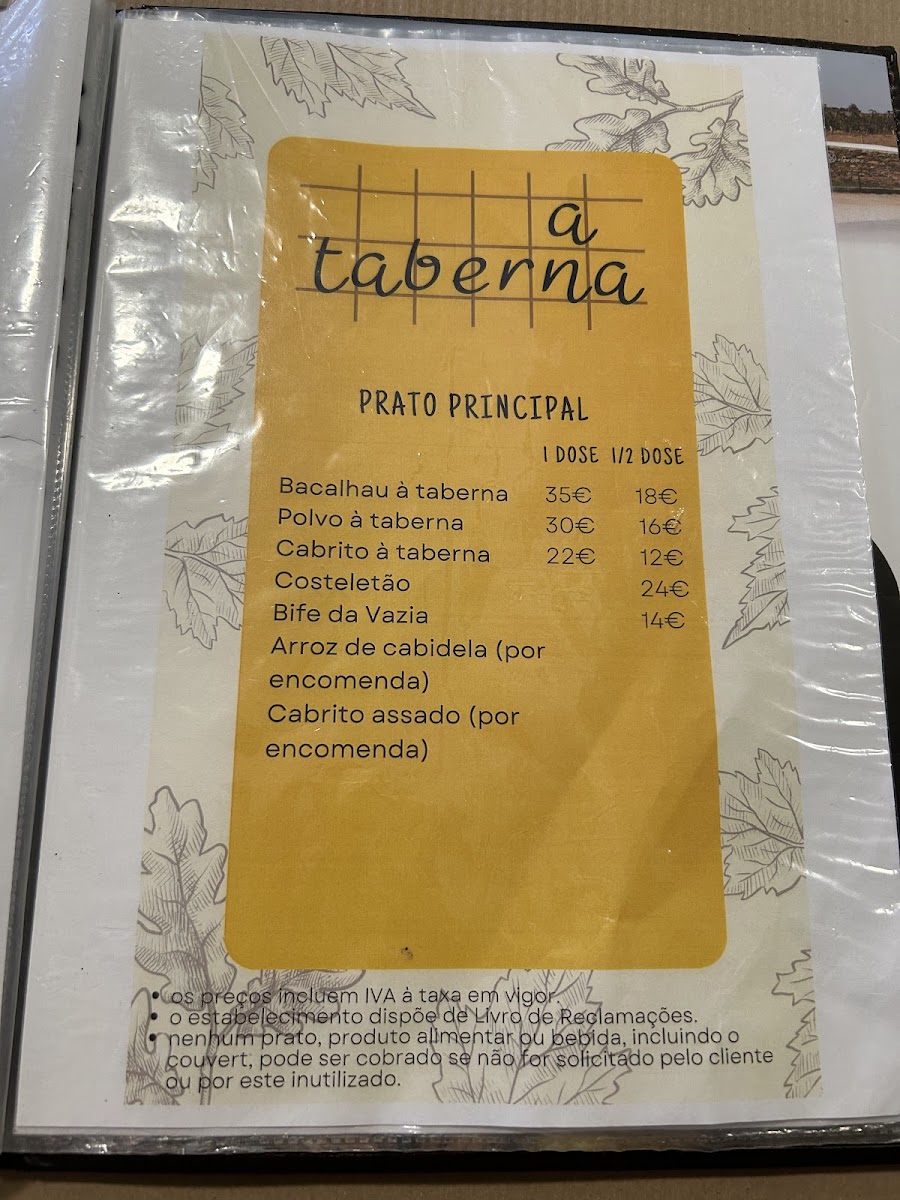 a
taberna
PRATO PRINCIPAL
1 DOSE 1/2 DOSE
Bacalhau à taberna 35€ 18€
Polvo à taberna 30€ 16€
Cabrito à taberna 22€ 12€
Costeletão 24€
Bife da Vazia 14€
Arroz de cabidela (por
encomenda)
Cabrito assado (por
encomenda)
• os preços incluem IVA à taxa em vigor.
• o estabelecimento dispõe de Livro de Reclamações.
• nenhum prato, produto alimentar ou bebida, incluindo o
couvert, pode ser cobrado se não for solicitado pelo cliente
ou por este inutilizado.